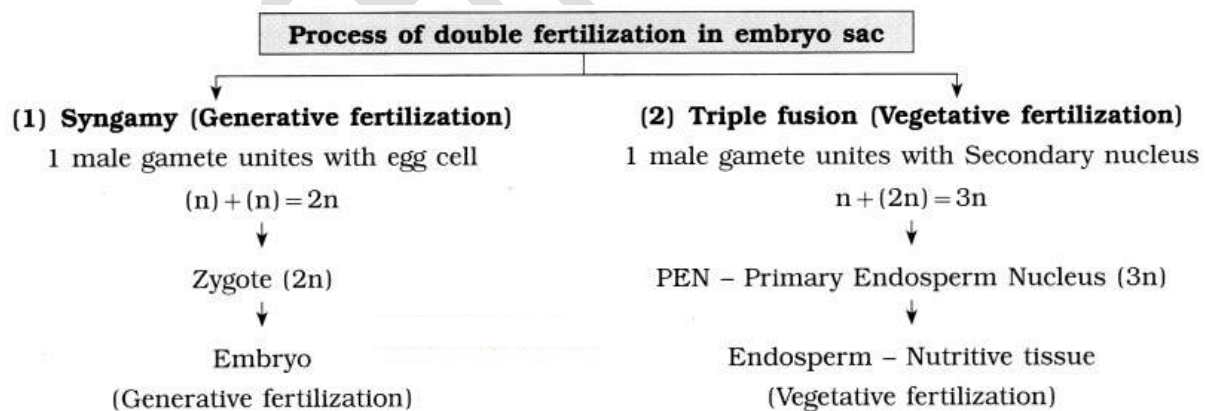 Process of double fertilization in embryo sac
(1) Syngamy (Generative fertilization)
1 male gamete unites with egg cell
(n) + (n) = 2n
Zygote (2n)
Embryo
(Generative fertilization)
(2) Triple fusion (Vegetative fertilization)
1 male gamete unites with Secondary nucleus
n + (2n) = 3n
PEN – Primary Endosperm Nucleus (3n)
Endosperm – Nutritive tissue
(Vegetative fertilization)